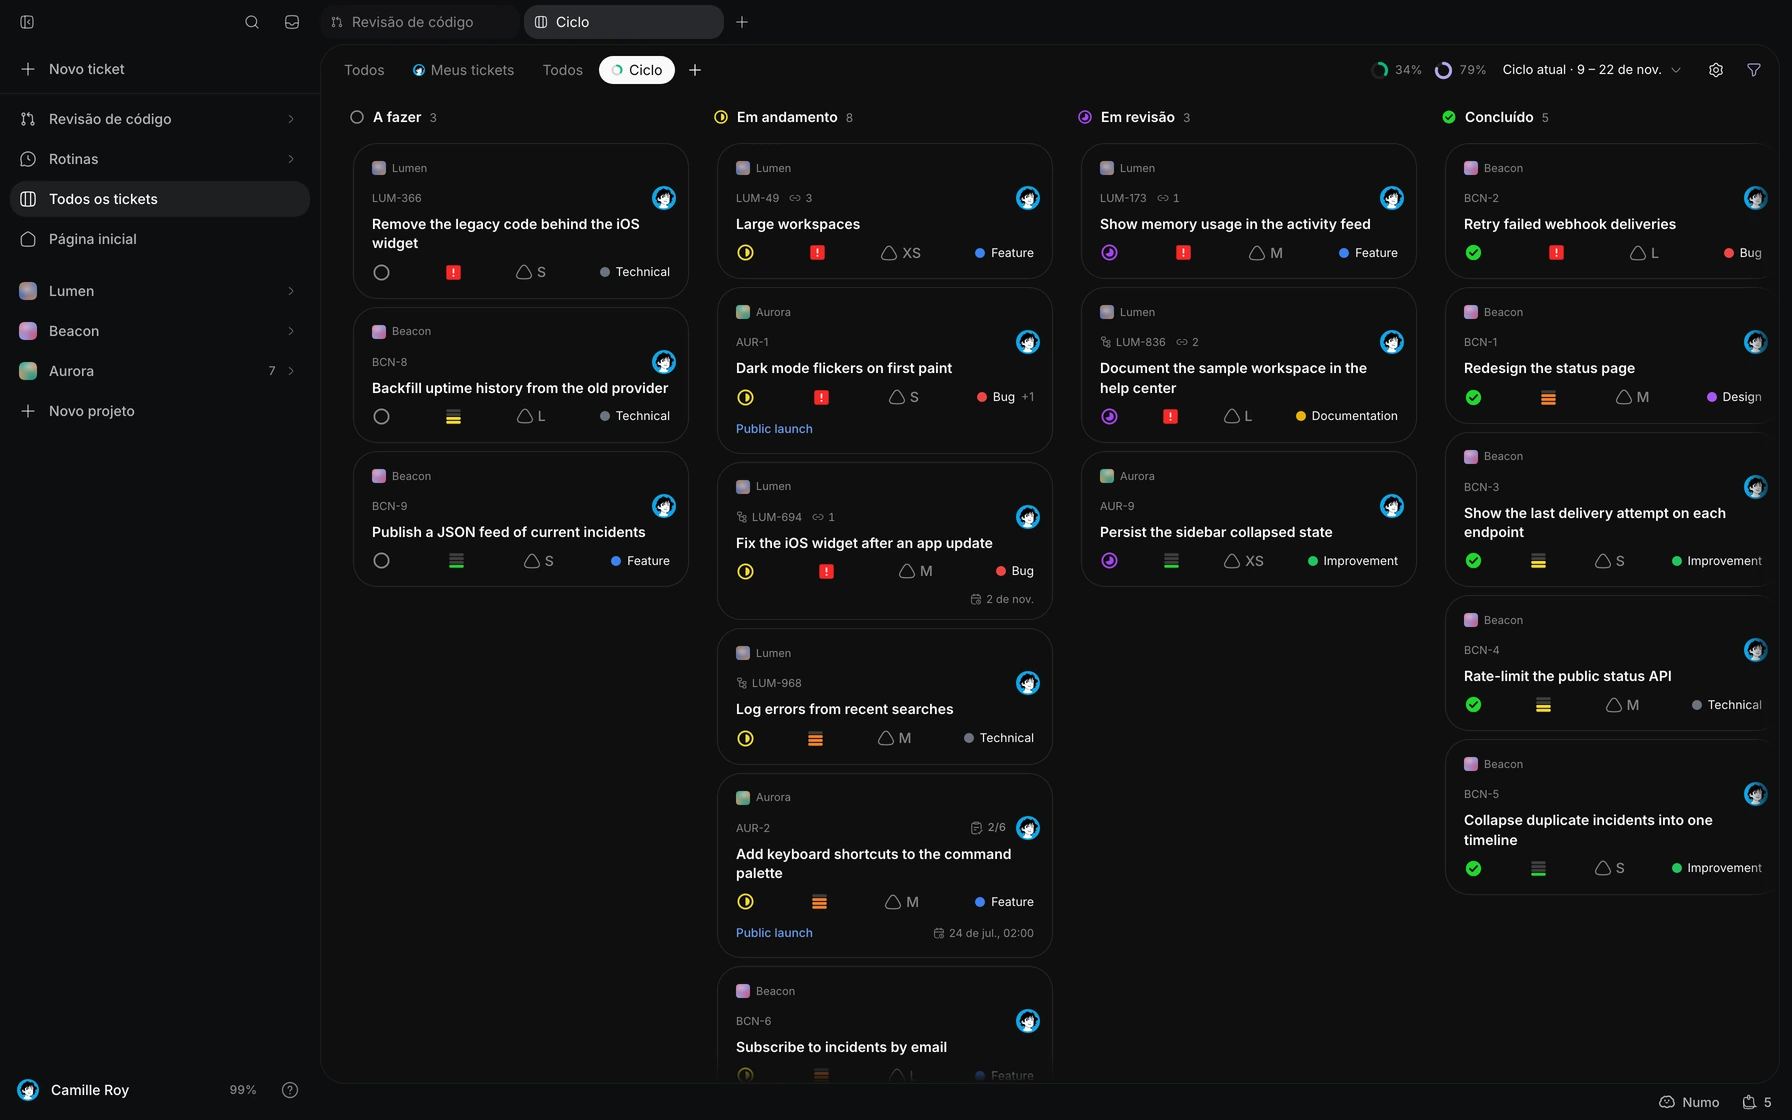 Revisão de código
Ciclo
Novo ticket
Revisão de código
Rotinas
Todos os tickets
Página inicial
Lumen
Beacon
Aurora 7
Novo projeto
Camille Roy 99%
Todos
Meus tickets
Todos
Ciclo
34% 79% Ciclo atual · 9 – 22 de nov.
A fazer 3
Lumen
LUM-366
Remove the legacy code behind the iOS
widget
S Technical
Beacon
BCN-8
Backfill uptime history from the old provider
L Technical
Beacon
BCN-9
Publish a JSON feed of current incidents
S Feature
Em andamento 8
Lumen
LUM-49 3
Large workspaces
XS Feature
Aurora
AUR-1
Dark mode flickers on first paint
S Bug +1
Public launch
Lumen
LUM-694 1
Fix the iOS widget after an app update
M Bug
2 de nov.
Lumen
LUM-968
Log errors from recent searches
M Technical
Aurora
AUR-2 2/6
Add keyboard shortcuts to the command
palette
M Feature
Public launch 24 de jul., 02:00
Beacon
BCN-6
Subscribe to incidents by email
L Feature
Em revisão 3
Lumen
LUM-173 1
Show memory usage in the activity feed
M Feature
Lumen
LUM-836 2
Document the sample workspace in the
help center
L Documentation
Aurora
AUR-9
Persist the sidebar collapsed state
XS Improvement
Concluído 5
Beacon
BCN-2
Retry failed webhook deliveries
L Bug
Beacon
BCN-1
Redesign the status page
M Design
Beacon
BCN-3
Show the last delivery attempt on each
endpoint
S Improvement
Beacon
BCN-4
Rate-limit the public status API
M Technical
Beacon
BCN-5
Collapse duplicate incidents into one
timeline
S Improvement
Numo 5